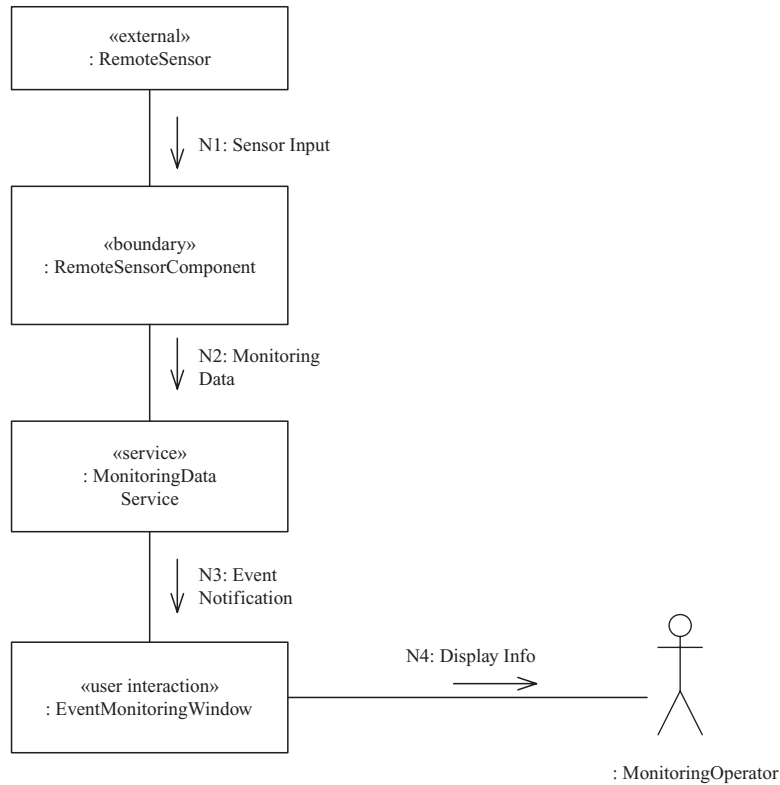 «external»
: RemoteSensor
N1: Sensor Input
«boundary»
: RemoteSensorComponent
N2: Monitoring
Data
«service»
: MonitoringData
Service
N3: Event
Notification
«user interaction»
: EventMonitoringWindow
N4: Display Info
: MonitoringOperator